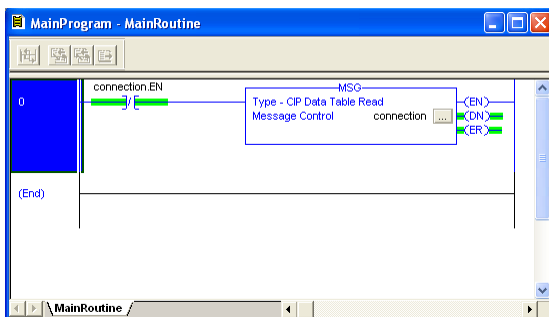 MainProgram - MainRoutine
connection.EN
MSG
0
Type - CIP Data Table Read
EN
Message Control connection ...
DN
ER
(End)
MainRoutine